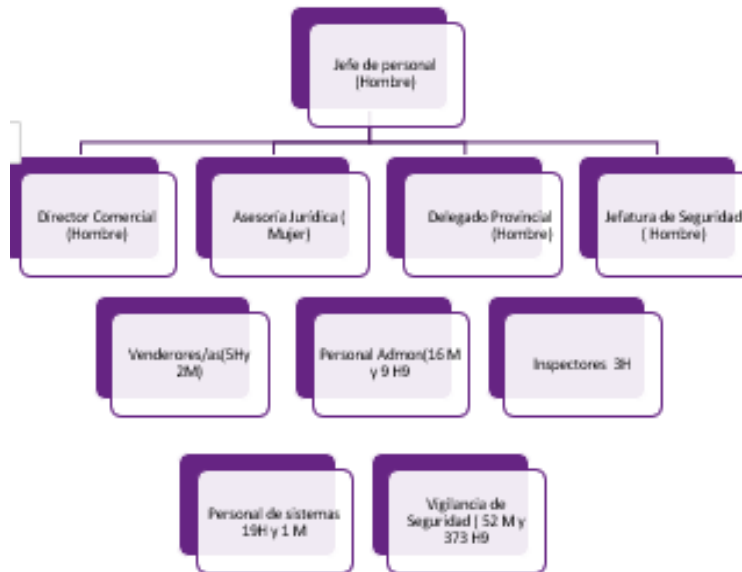 Jefe de personal
(Hombre)
Director Comercial
(Hombre)
Asesoría Jurídica (
Mujer)
Delegado Provincial
(Hombre)
Jefatura de Seguridad
( Hombre)
Venderores/as(5Hy
2M)
Personal Admon(16 M
y 9 H9
Inspectores 3H
Personal de sistemas
19H y 1 M
Vigilancia de
Seguridad ( 52 M y
373 H9